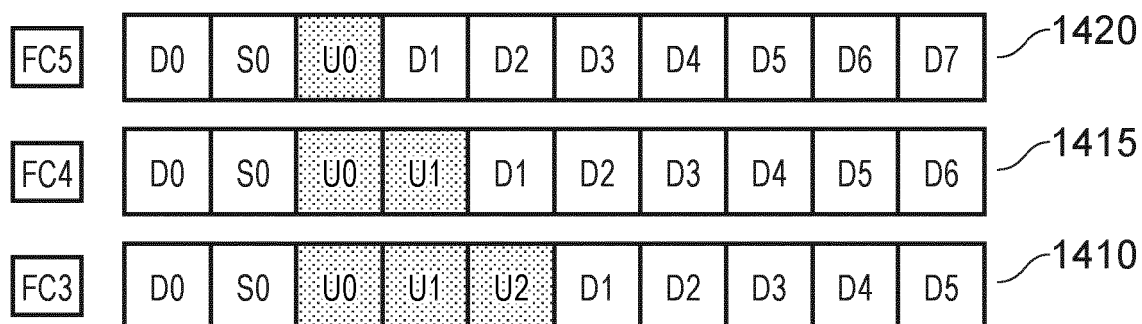 FC5 D0 S0 U0 D1 D2 D3 D4 D5 D6 D7 1420
FC4 D0 S0 U0 U1 D1 D2 D3 D4 D5 D6 1415
FC3 D0 S0 U0 U1 U2 D1 D2 D3 D4 D5 1410